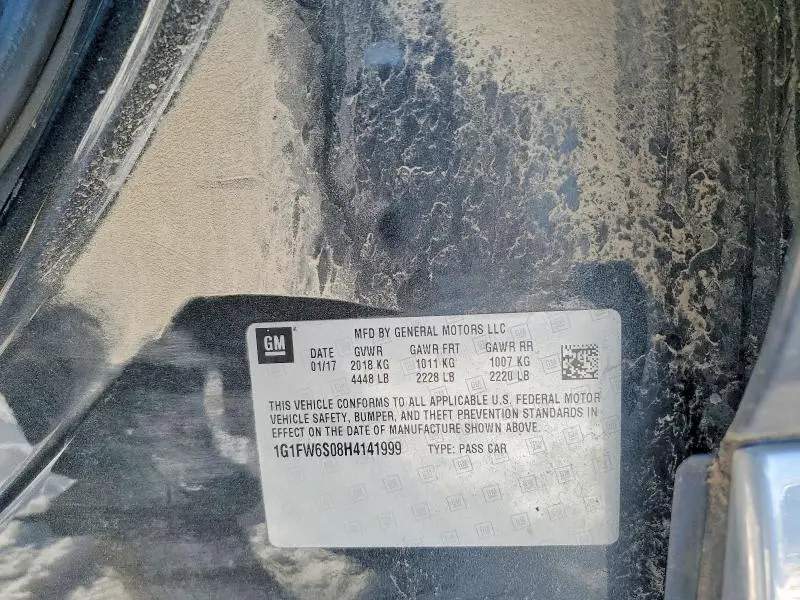 GM
MFD BY GENERAL MOTORS LLC
DATE GVWR GAWR FRT GAWR RR
01/17 2018 KG 1011 KG 1007 KG
4448 LB 2228 LB 2220 LB
THIS VEHICLE CONFORMS TO ALL APPLICABLE U.S. FEDERAL MOTOR
VEHICLE SAFETY, BUMPER, AND THEFT PREVENTION STANDARDS IN
EFFECT ON THE DATE OF MANUFACTURE SHOWN ABOVE.
1G1FW6S08H4141999 TYPE: PASS CAR